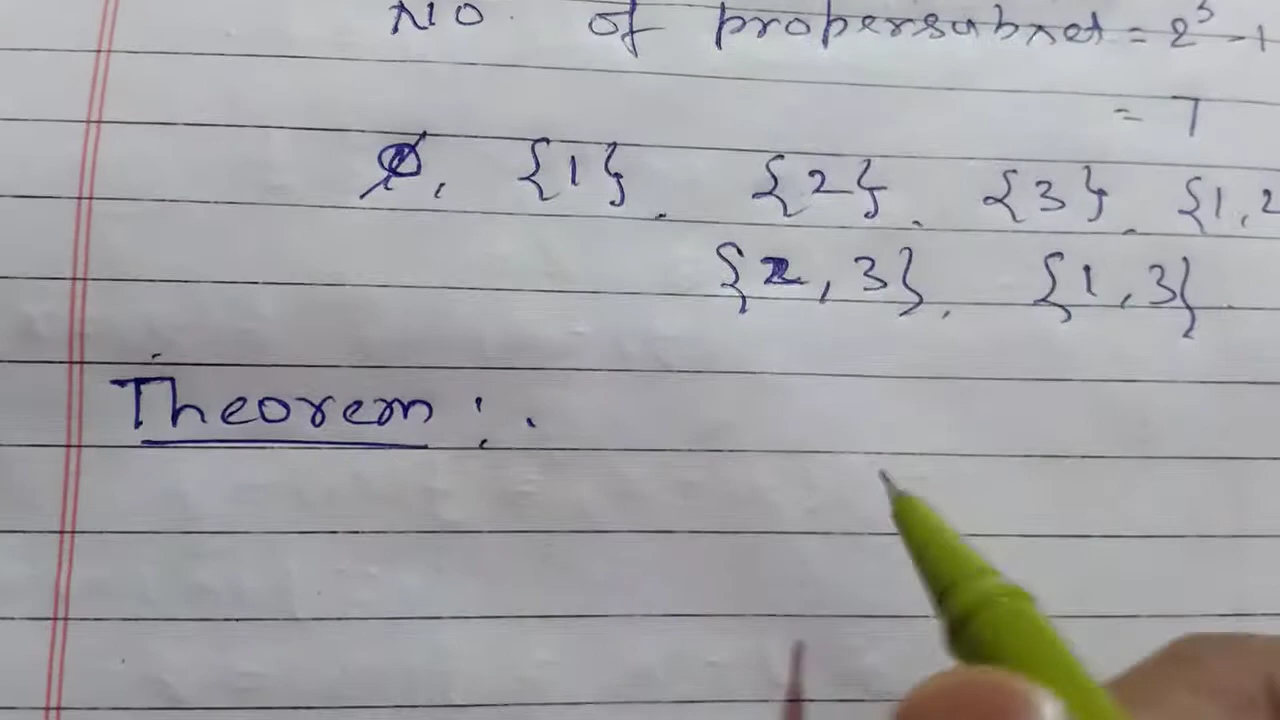 No. of propersubset = 2³ - 1
= 7
Ø, {1}, {2}, {3}, {1, 2
{2, 3}, {1, 3}
Theorem :.